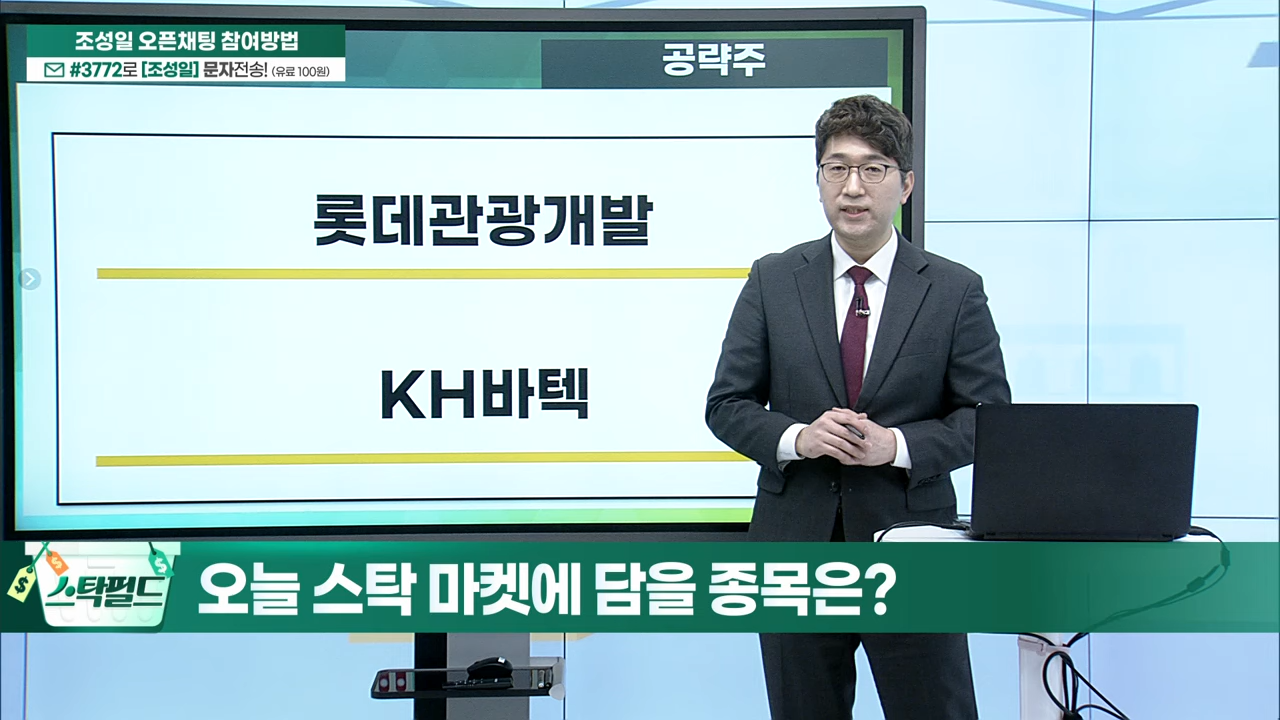 조성일 오픈채팅 참여방법
#3772로 [조성일] 문자전송! (유료 100원)
공략주
롯데관광개발
KH바텍
$ $ $
스탁펄드
오늘 스탁 마켓에 담을 종목은?